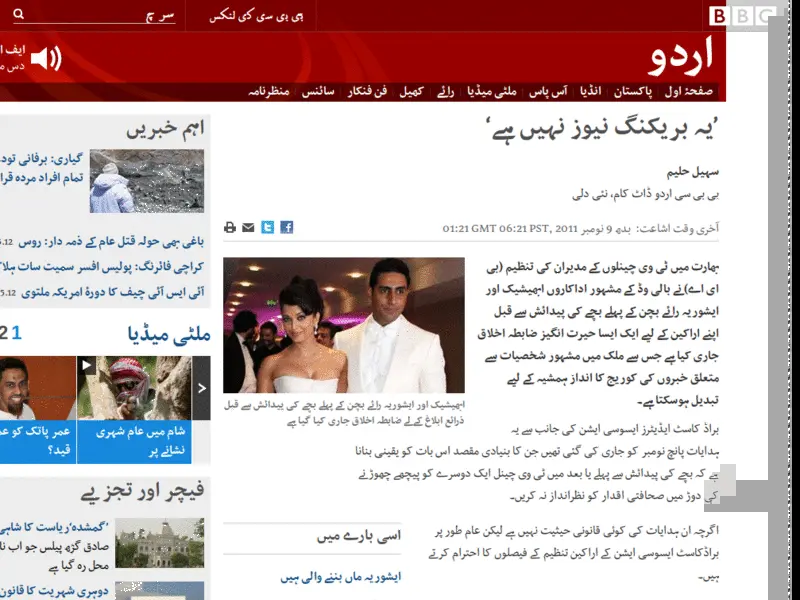 بی بی سی کی لنکس
سرچ
BBC
اردو
ایف ا
دس م
صفحۂ اول
پاکستان
انڈیا
آس پاس
ملٹی میڈیا
رائے
کھیل
فن فنکار
سائنس
منظرنامہ
’یہ بریکنگ نیوز نہیں ہے‘
سہیل حلیم
بی بی سی اردو ڈاٹ کام، نئی دلی
آخری وقت اشاعت: بدھ 9 نومبر 2011 ,‭ 01:21 GMT 06:21 PST
بھارت میں ٹی وی چینلوں کے مدیران کی تنظیم (بی
ای اے)نے بالی وڈ کے مشہور اداکاروں ابھیشیک اور
ایشوریہ رائے بچن کے پہلے بچے کی پیدائش سے قبل
اپنے اراکین کے لیے ایک ایسا حیرت انگیز ضابطہ اخلاق
جاری کیا ہے جس سے ملک میں مشہور شخصیات سے
متعلق خبروں کی کوریج کا انداز ہمشیہ کے لیے
تبدیل ہوسکتا ہے۔
ابھیشیک اور ایشوریہ رائے بچن کے پہلے بچے کی پیدائش سے قبل
ذرائع ابلاغ کے لے ضابطہ اخلاق جاری کیا گیا ہے
براڈ کاسٹ ایڈیٹرز ایسوسی ایشن کی جانب سے یہ
ہدایات پانچ نومبر کو جاری کی گئی تھیں جن کا بنیادی مقصد اس بات کو یقینی بنانا
ہے کہ بچے کی پیدائش سے پہلے یا بعد میں ٹی وی چینل ایک دوسرے کو پیچھے چھوڑنے
کی دوڑ میں صحافتی اقدار کو نظرانداز نہ کریں۔
اگرچہ ان ہدایات کی کوئی قانونی حیثیت نہیں ہے لیکن عام طور پر
براڈکاسٹ ایسوسی ایشن کے اراکین تنظیم کے فیصلوں کا احترام کرتے
ہیں۔
اسی بارے میں
ایشوریہ ماں بننے والی ہیں
اہم خبریں
گیاری: برفانی تود
تمام افراد مردہ قرا
باغی بھی حولہ قتل عام کے ذمہ دار: روس
کراچی فائرنگ: پولیس افسر سمیت سات ہلا
آئی ایس آئی چیف کا دورۂ امریکہ ملتوی
ملٹی میڈیا
1
2
شام میں عام شہری
نشانے پر
عمر پاٹک کو عم
قید؟
فیچر اور تجزیے
’گمشدہ‘ریاست کا شاہی
صادق گڑھ پیلس جو اب نا
محل رہ گیا ہے
دوہری شہریت کا قانون